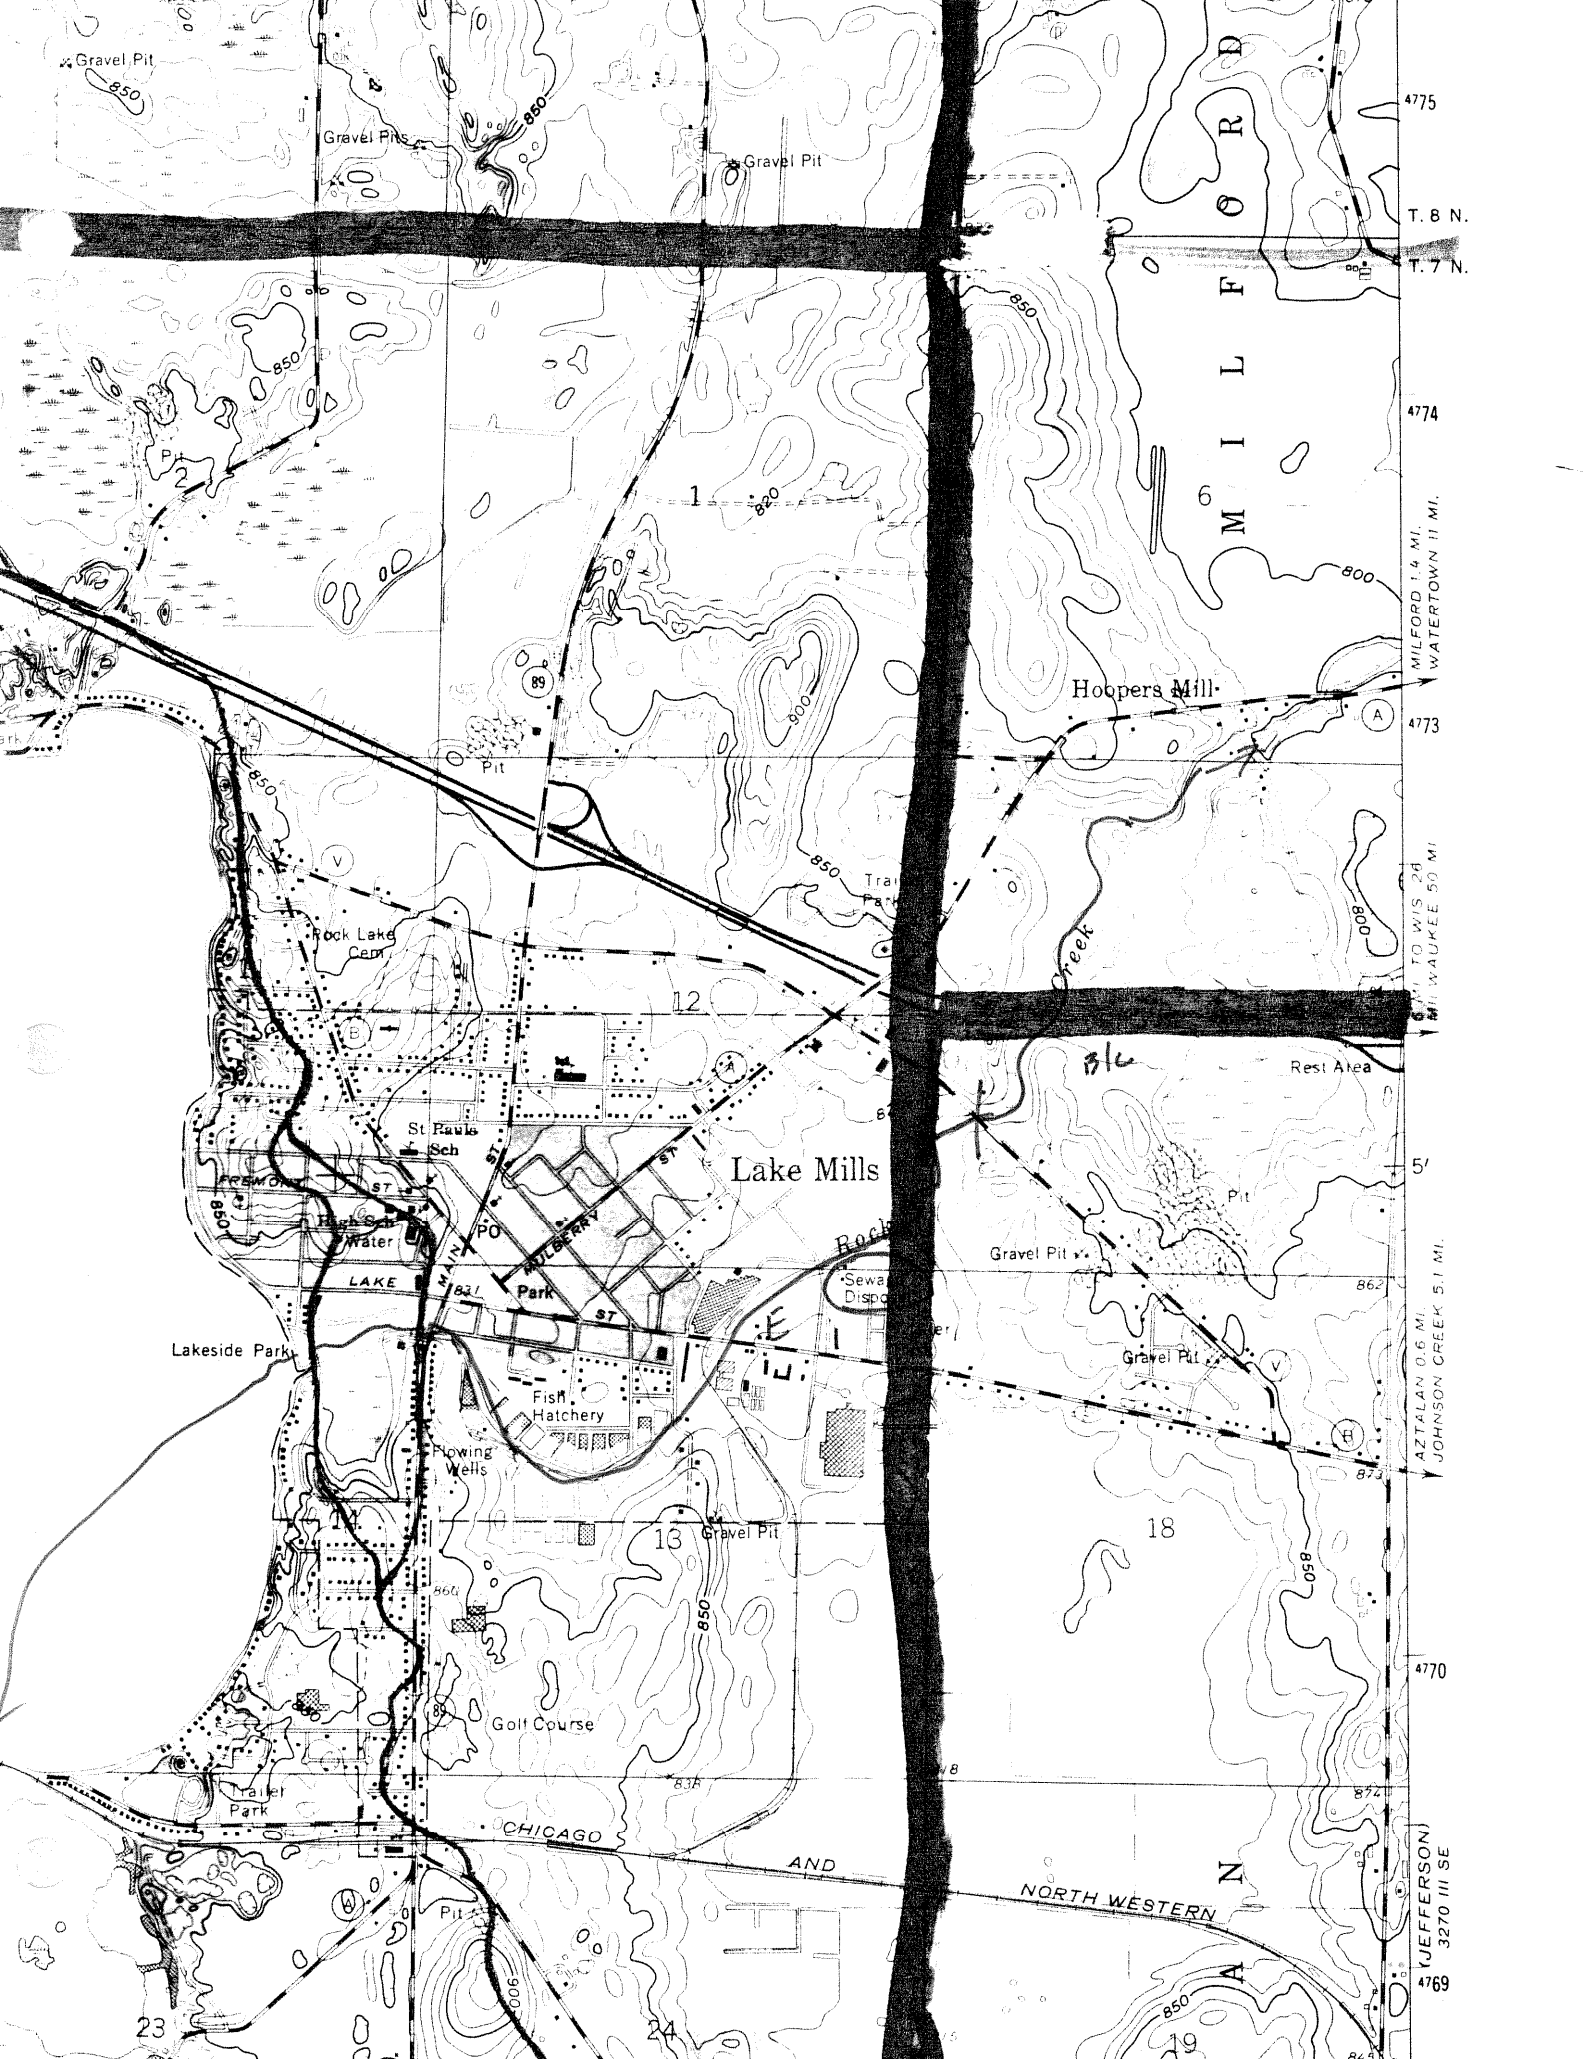 Gravel Pit
850
Gravel Pits
850
Gravel Pit
D
R
O
F
L
I
M
4775
T. 8 N.
T. 7 N.
850
850
4774
Pit
2
1
820
6
800
MILFORD 1.4 MI.
WATERTOWN 11 MI.
89
900
Hoopers Mill
A
4773
Pit
850
V
850
800
Rock Lake
Cem
Creek
MILWAUKEE 50 MI
12
B
A
B/C
Rest Area
St Pauls
Sch
ST
ST
Lake Mills
5'
FREMONT
ST
850
High Sch
Water
PO
MULBERRY
MAIN
Pit
Rock
Gravel Pit
LAKE
831
Park
ST
862
E
Lakeside Park
Gravel Pit
V
Fish
Hatchery
B
AZTALAN 0.6 MI.
JOHNSON CREEK 5.1 MI.
Flowing
Wells
873
14
13
Gravel Pit
18
850
860
850
4770
89
Golf Course
838
874
Trailer
Park
CHICAGO
AND
NORTH WESTERN
N
A
(JEFFERSON)
3270 III SE
W
Pit
900
4769
850
23
24
19